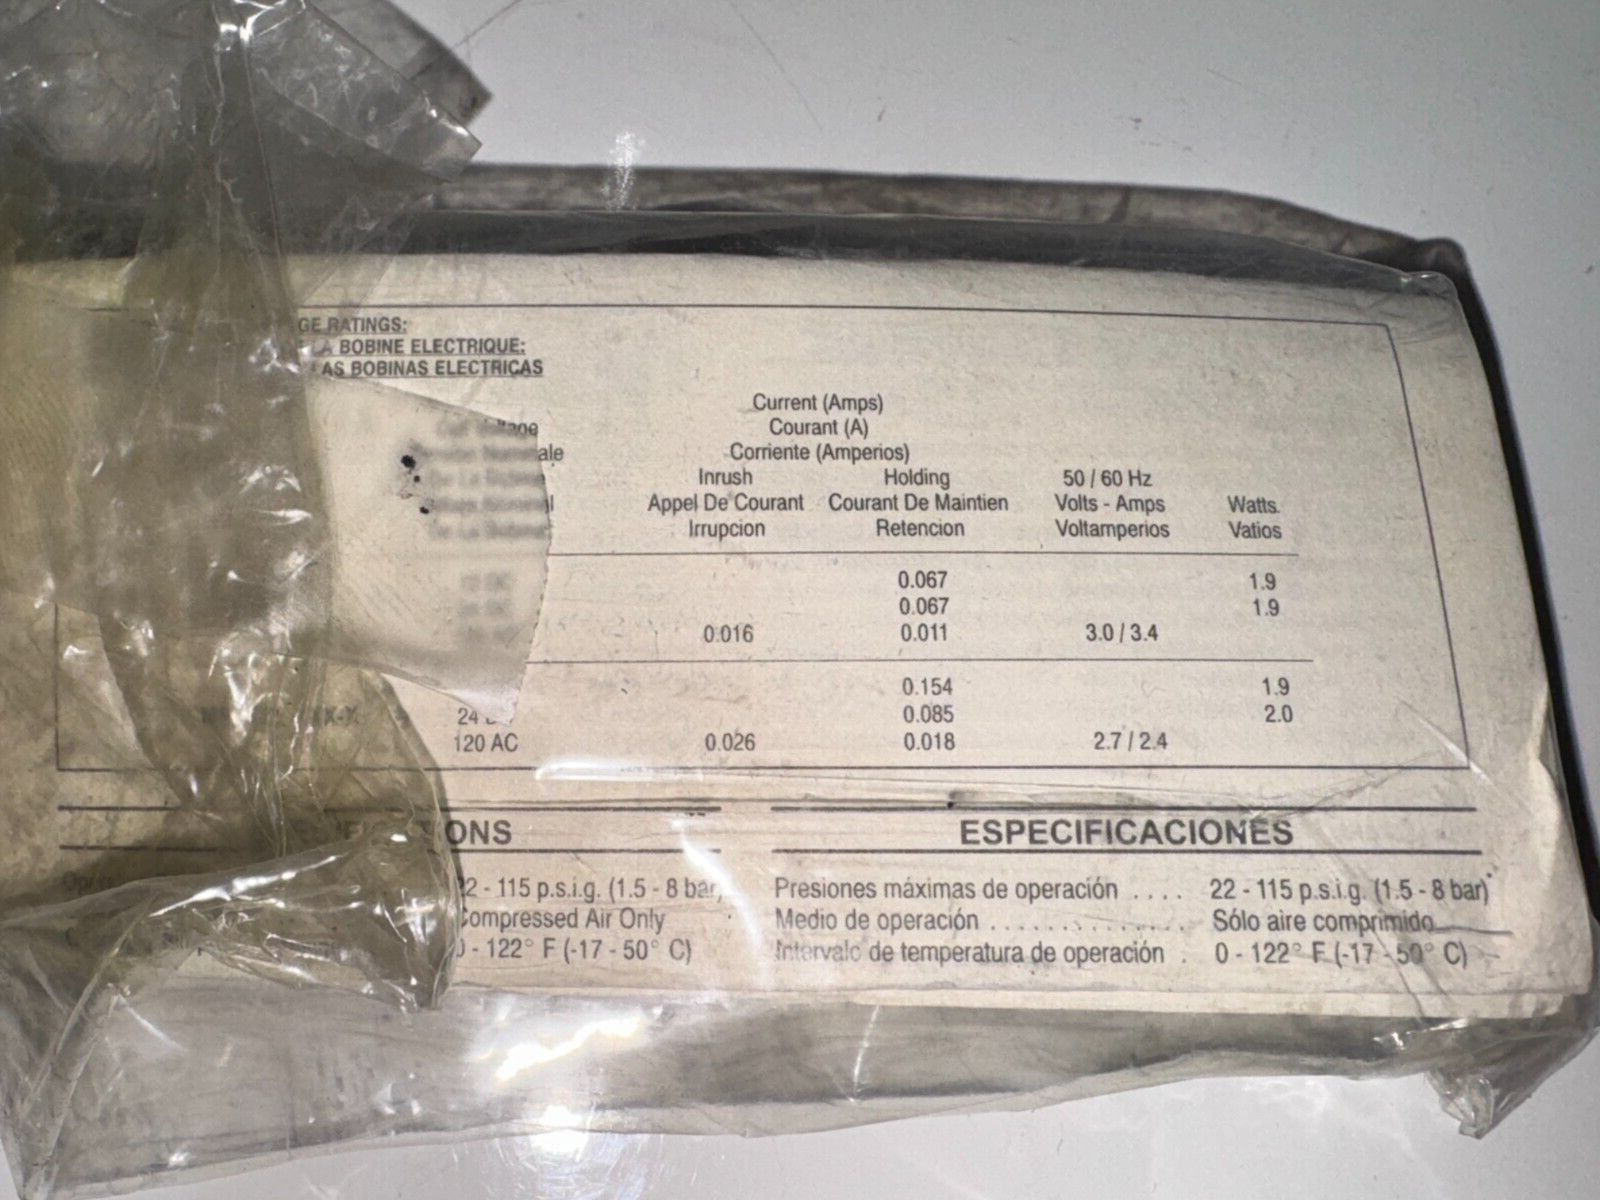 GE RATINGS:
LA BOBINE ELECTRIQUE:
AS BOBINAS ELECTRICAS
Current (Amps)
Courant (A)
Corriente (Amperios)
Inrush Holding 50 / 60 Hz
Appel De Courant Courant De Maintien Volts - Amps Watts
Irrupcion Retencion Voltamperios Vatios
0.067 1.9
0.067 1.9
0.016 0.011 3.0 / 3.4
0.154 1.9
24 0.085 2.0
120 AC 0.026 0.018 2.7 / 2.4
ONS ESPECIFICACIONES
22 - 115 p.s.i.g. (1.5 - 8 bar) Presiones máximas de operación .... 22 - 115 p.s.i.g. (1.5 - 8 bar)
Compressed Air Only Medio de operación .............. Sólo aire comprimido
0 - 122° F (-17 - 50° C) Intervalo de temperatura de operación . 0 - 122° F (-17 - 50° C)